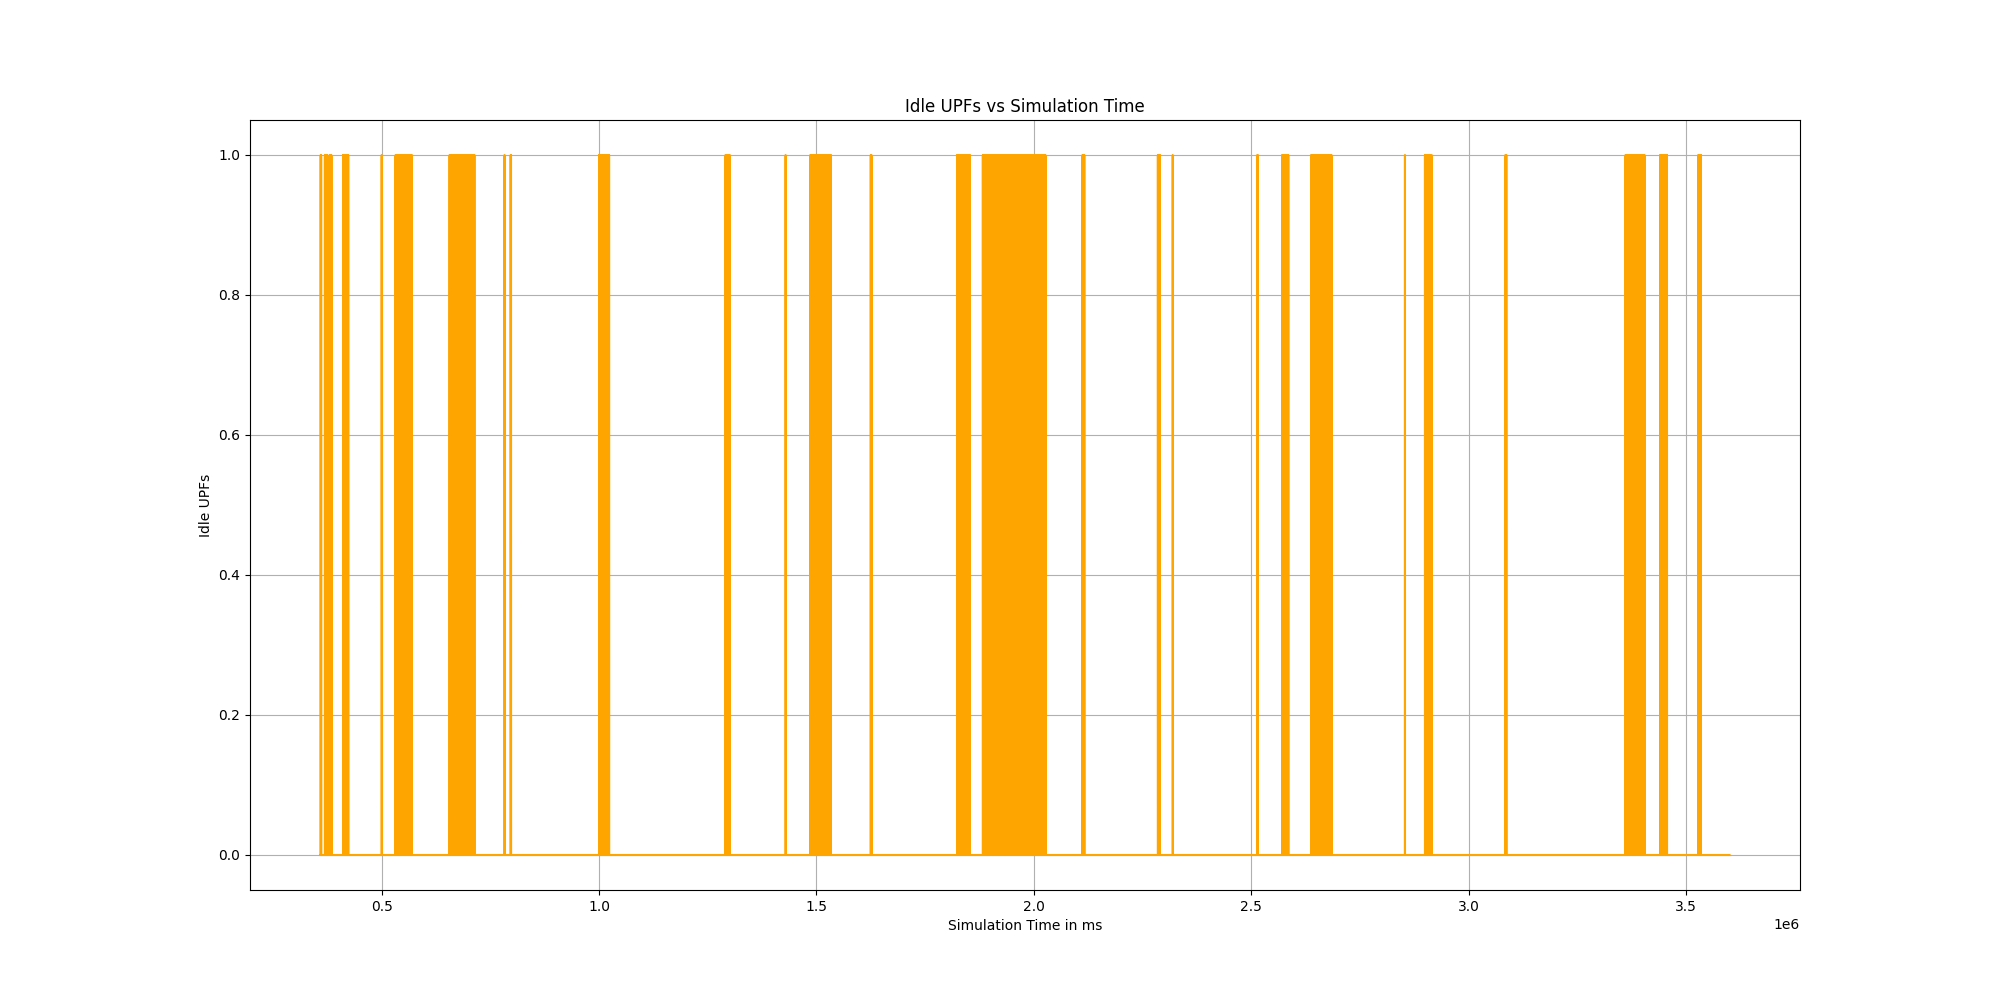 Idle UPFs vs Simulation Time
1.0
0.8
0.6
0.4
0.2
0.0
Idle UPFs
0.5 1.0 1.5 2.0 2.5 3.0 3.5
1e6
Simulation Time in ms